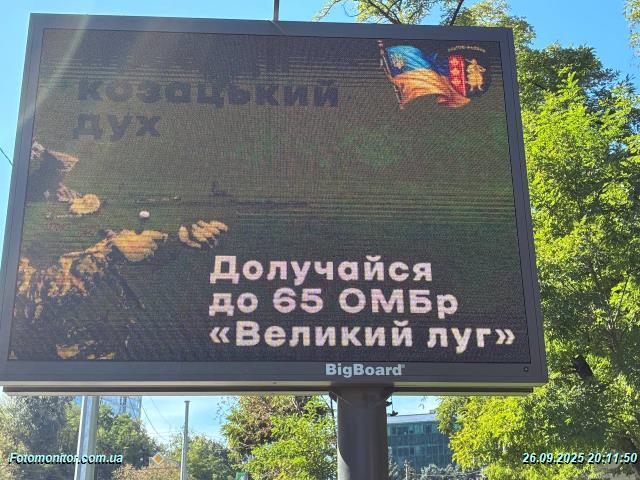 козацький
дух
Долучайся
до 65 ОМБр
«Великий луг»
BigBoard
Fotomonitor.com.ua
26.09.2025 20:11:50